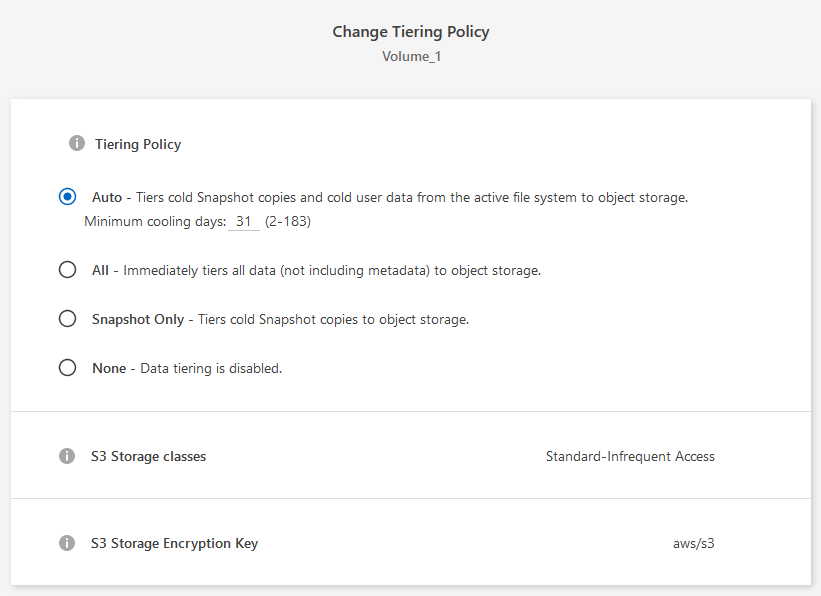 Change Tiering Policy
Volume_1
Tiering Policy
Auto - Tiers cold Snapshot copies and cold user data from the active file system to object storage.
Minimum cooling days: 31 (2-183)
All - Immediately tiers all data (not including metadata) to object storage.
Snapshot Only - Tiers cold Snapshot copies to object storage.
None - Data tiering is disabled.
S3 Storage classes Standard-Infrequent Access
S3 Storage Encryption Key aws/s3